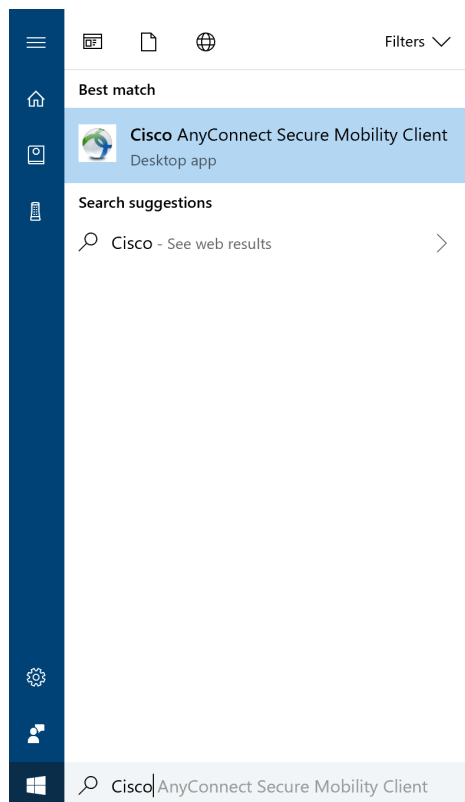 Filters
Best match
Cisco AnyConnect Secure Mobility Client
Desktop app
Search suggestions
Cisco - See web results
Cisco AnyConnect Secure Mobility Client